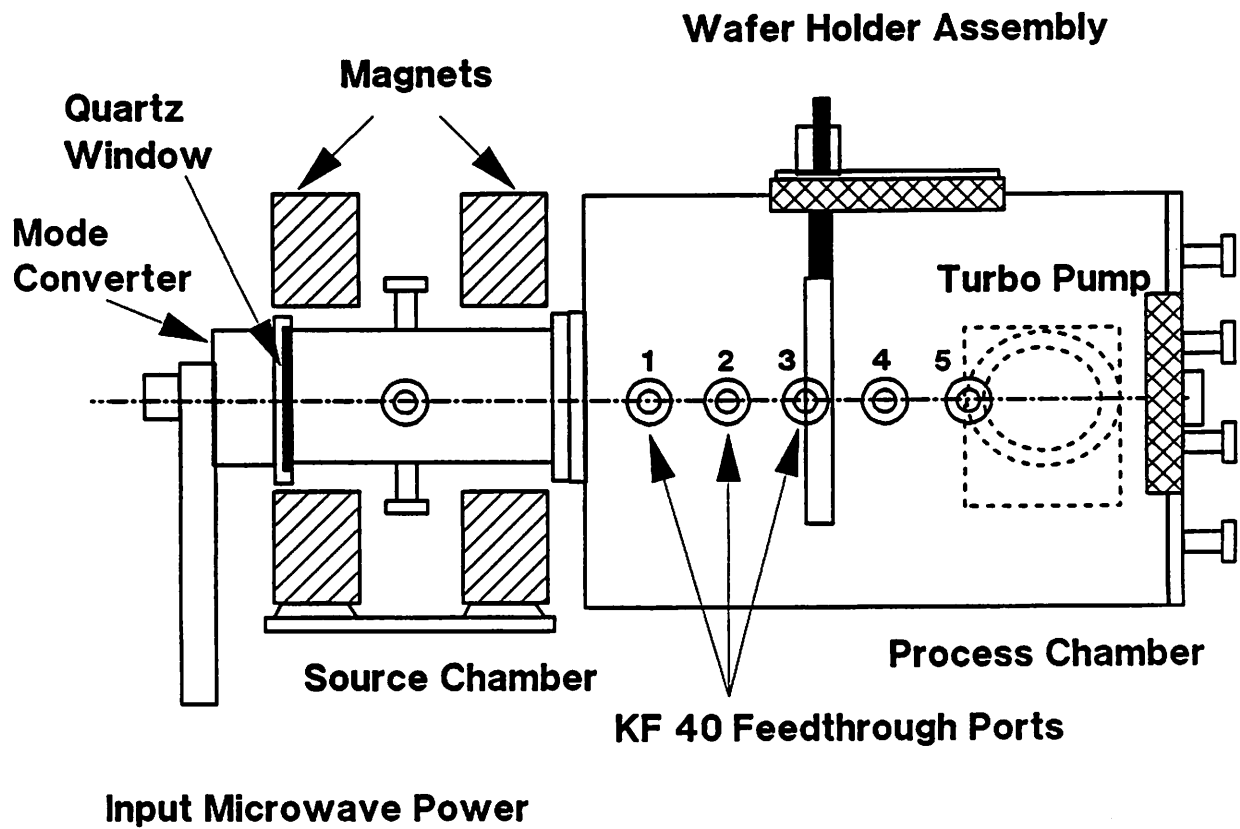 Wafer Holder Assembly
Magnets
Quartz
Window
Mode
Converter
Turbo Pump
1 2 3 4 5
Source Chamber
Process Chamber
KF 40 Feedthrough Ports
Input Microwave Power